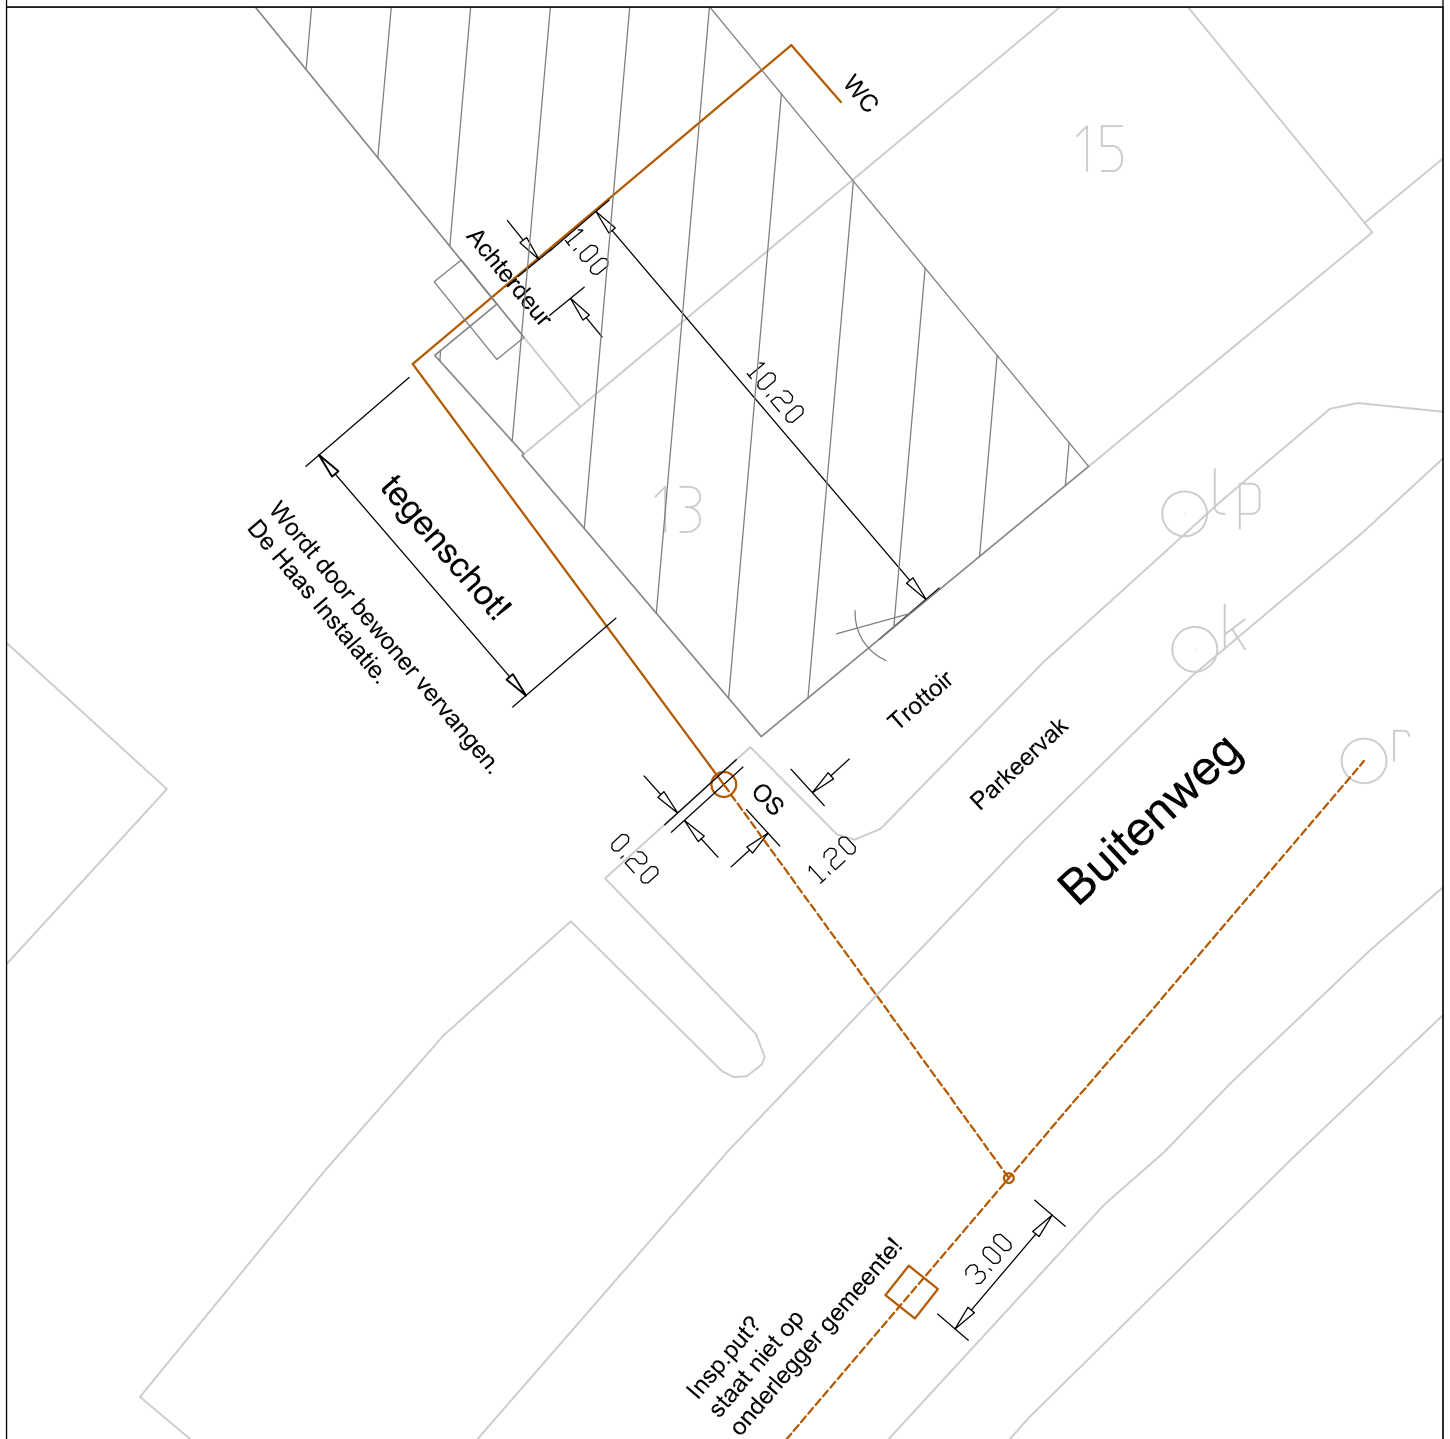 WC
15
Achterdeur
1,00
10,20
tegenschot!
13
Wordt door bewoner vervangen.
De Haas Instalatie.
lp
k
r
Trottoir
Parkeervak
Buitenweg
OS
0,20
1,20
3.00
Insp.put?
staat niet op
onderlegger gemeente!